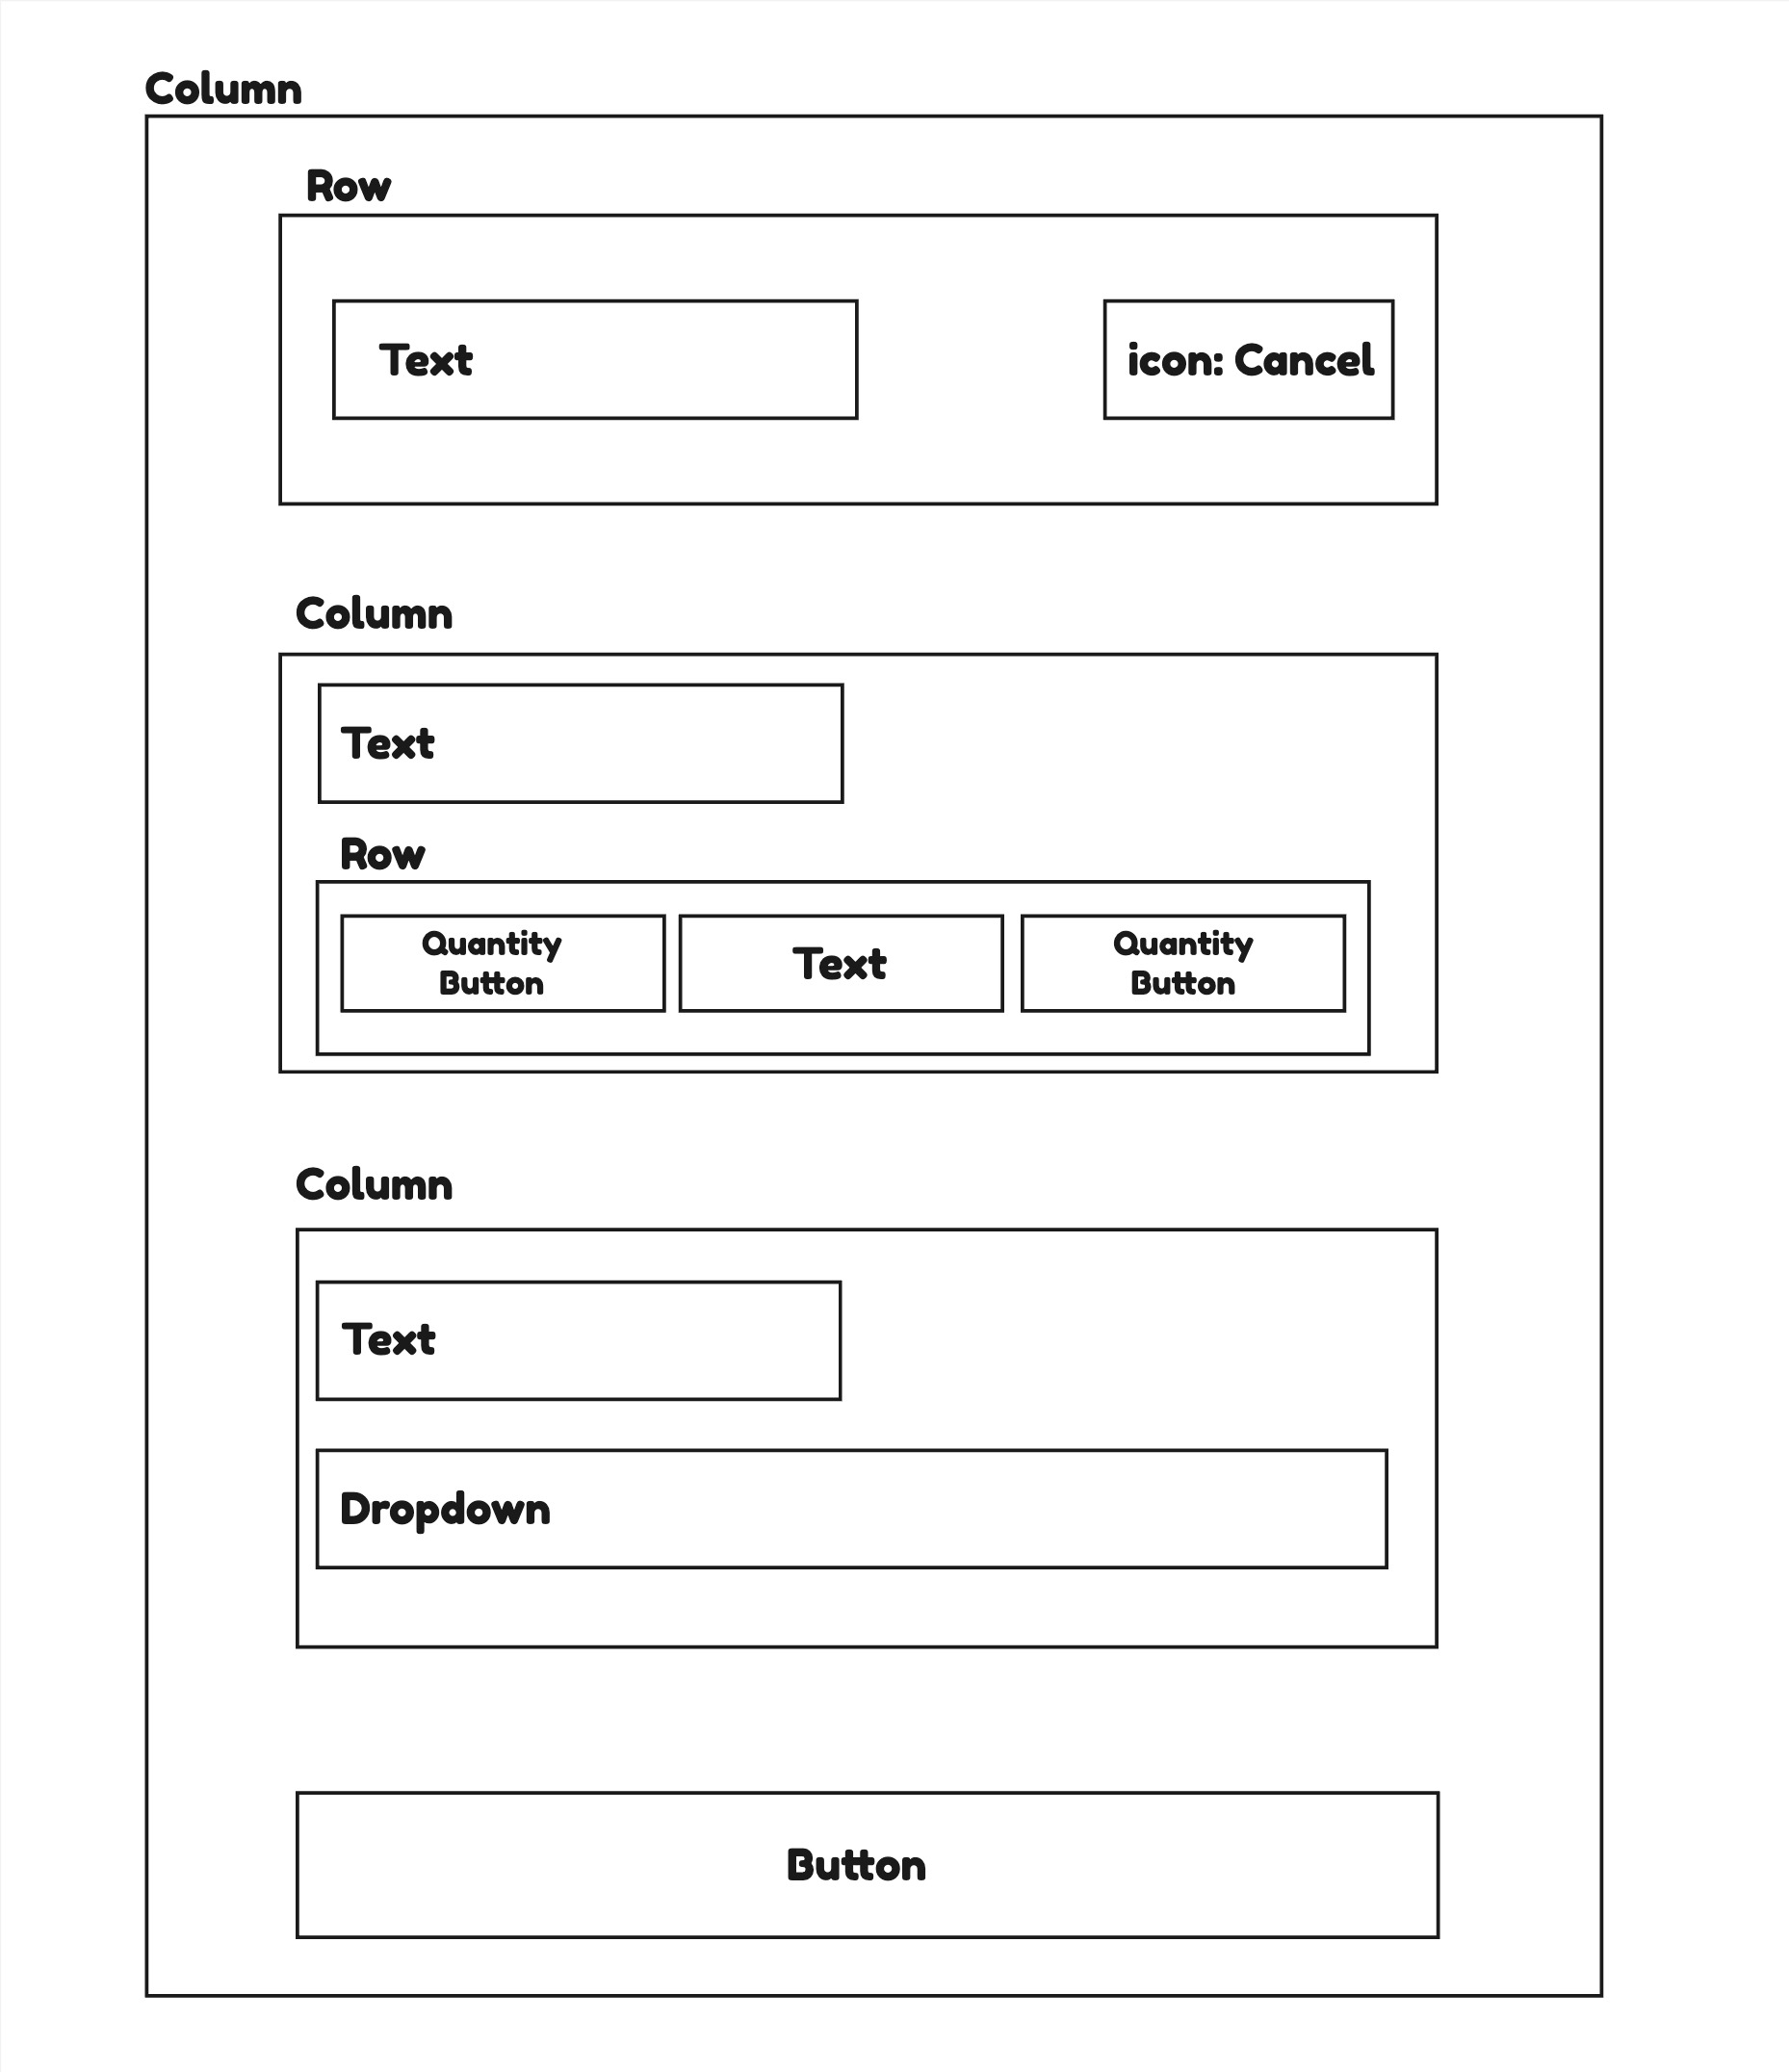 Column
Row
Text
icon: Cancel
Column
Text
Row
Quantity
Button
Text
Quantity
Button
Column
Text
Dropdown
Button